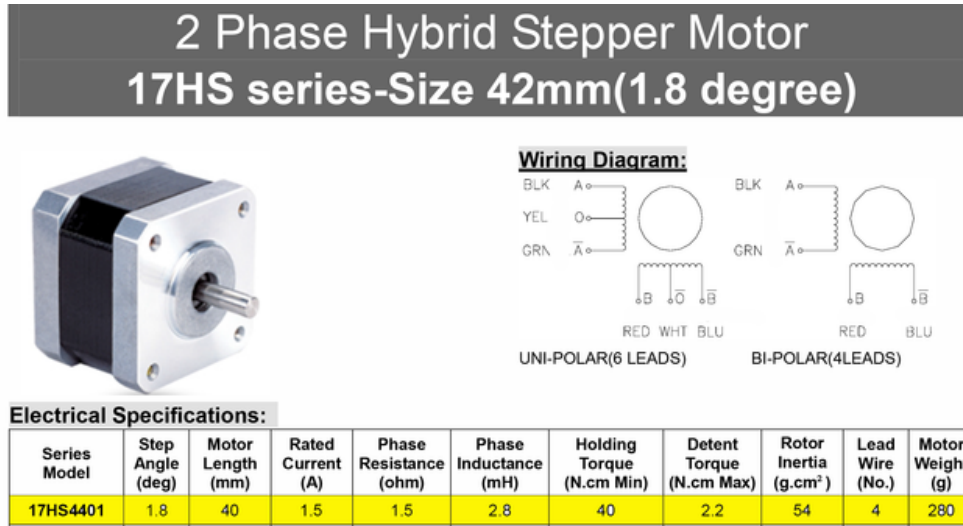 2 Phase Hybrid Stepper Motor
17HS series-Size 42mm(1.8 degree)
Wiring Diagram:
BLK A
YEL O
GRN A̅
B O̅ B̅
RED WHT BLU
UNI-POLAR(6 LEADS)
BLK A
GRN A̅
B B̅
RED BLU
BI-POLAR(4LEADS)
Electrical Specifications:
Series Model Step Angle (deg) Motor Length (mm) Rated Current (A) Phase Resistance (ohm) Phase Inductance (mH) Holding Torque (N.cm Min) Detent Torque (N.cm Max) Rotor Inertia (g.cm²) Lead Wire (No.) Motor Weigh (g)
17HS4401 1.8 40 1.5 1.5 2.8 40 2.2 54 4 280